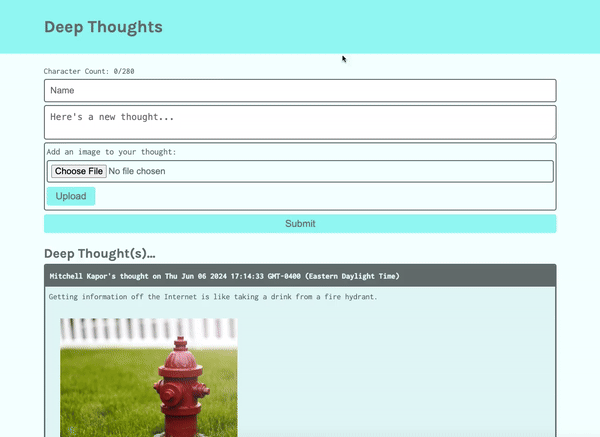 Deep Thoughts
Character Count: 0/280
Name
Here's a new thought...
Add an image to your thought:
Choose File No file chosen
Upload
Submit
Deep Thought(s)…
Mitchell Kapor's thought on Thu Jun 06 2024 17:14:33 GMT-0400 (Eastern Daylight Time)
Getting information off the Internet is like taking a drink from a fire hydrant.